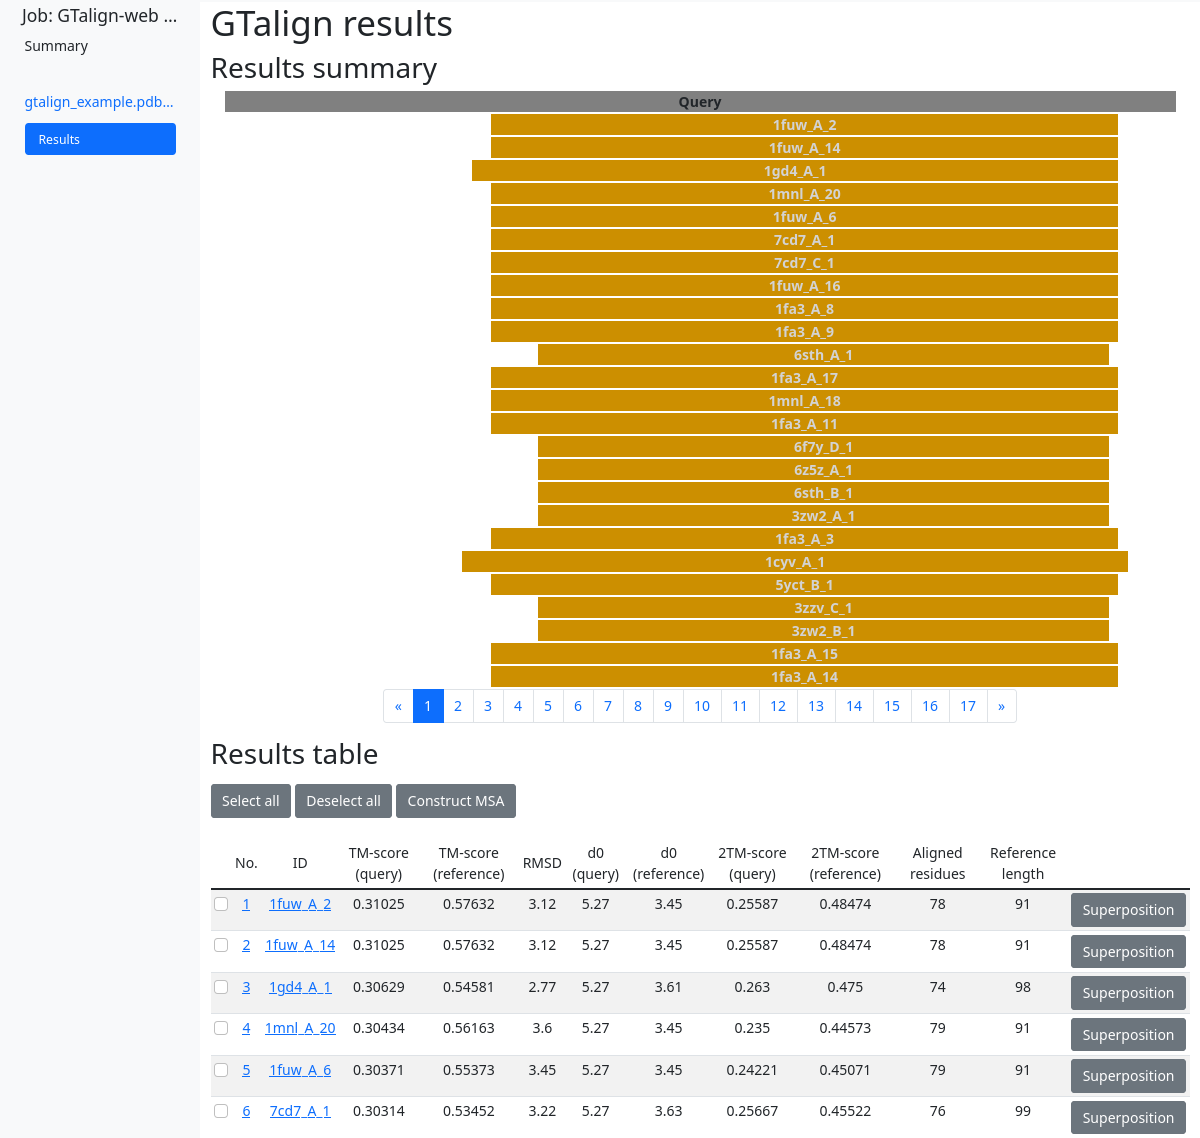 Job: GTalign-web ...
Summary
gtalign_example.pdb...
Results
GTalign results
Results summary
Query
1fuw_A_2
1fuw_A_14
1gd4_A_1
1mnl_A_20
1fuw_A_6
7cd7_A_1
7cd7_C_1
1fuw_A_16
1fa3_A_8
1fa3_A_9
6sth_A_1
1fa3_A_17
1mnl_A_18
1fa3_A_11
6f7y_D_1
6z5z_A_1
6sth_B_1
3zw2_A_1
1fa3_A_3
1cyv_A_1
5yct_B_1
3zzv_C_1
3zw2_B_1
1fa3_A_15
1fa3_A_14
« 1 2 3 4 5 6 7 8 9 10 11 12 13 14 15 16 17 »
Results table
Select all Deselect all Construct MSA
No. ID TM-score (query) TM-score (reference) RMSD d0 (query) d0 (reference) 2TM-score (query) 2TM-score (reference) Aligned residues Reference length
1 1fuw_A_2 0.31025 0.57632 3.12 5.27 3.45 0.25587 0.48474 78 91 Superposition
2 1fuw_A_14 0.31025 0.57632 3.12 5.27 3.45 0.25587 0.48474 78 91 Superposition
3 1gd4_A_1 0.30629 0.54581 2.77 5.27 3.61 0.263 0.475 74 98 Superposition
4 1mnl_A_20 0.30434 0.56163 3.6 5.27 3.45 0.235 0.44573 79 91 Superposition
5 1fuw_A_6 0.30371 0.55373 3.45 5.27 3.45 0.24221 0.45071 79 91 Superposition
6 7cd7_A_1 0.30314 0.53452 3.22 5.27 3.63 0.25667 0.45522 76 99 Superposition